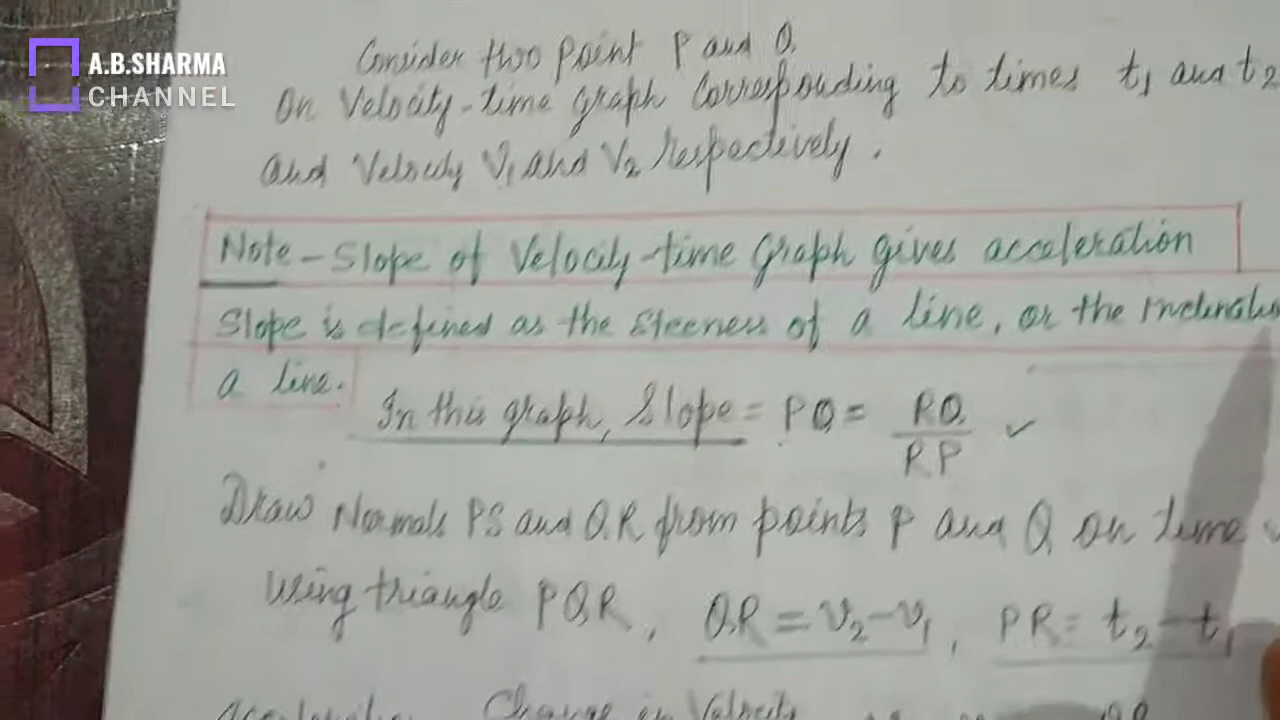 A.B.SHARMA
CHANNEL
Consider two Point P and Q
on Velocity-time graph Corresponding to times t₁ and t₂
and Velocity V₁ and V₂ respectively.
Note-Slope of Velocity-time Graph gives acceleration
Slope is defined as the Steeness of a line, or the
a line.
In this graph, Slope = PQ = RQ/RP ✓
Draw Normals PS and QR from points P and Q on time
using triangle PQR, QR = v₂-v₁, PR = t₂-t₁
Change in Velocity